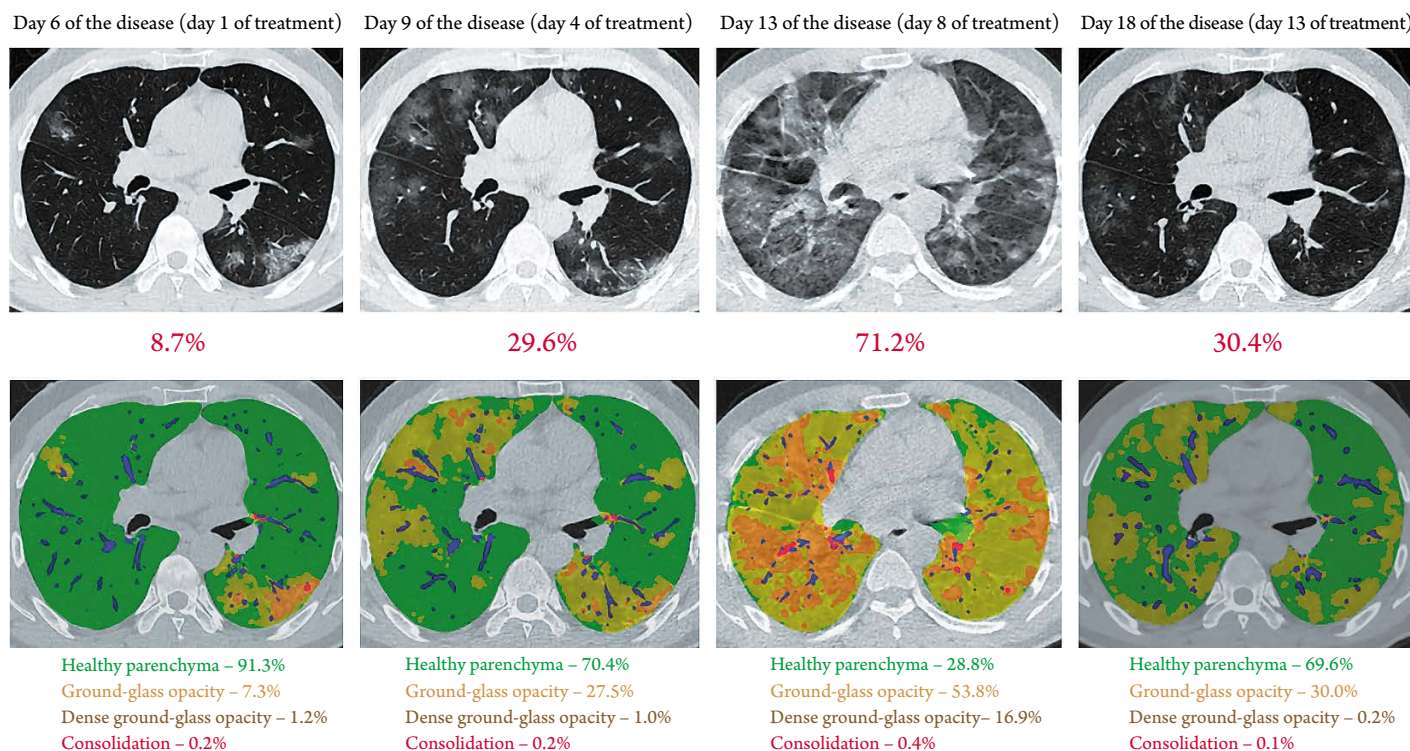 Day 6 of the disease (day 1 of treatment)
Day 9 of the disease (day 4 of treatment)
Day 13 of the disease (day 8 of treatment)
Day 18 of the disease (day 13 of treatment)
8.7%
29.6%
71.2%
30.4%
Healthy parenchyma – 91.3%
Ground-glass opacity – 7.3%
Dense ground-glass opacity – 1.2%
Consolidation – 0.2%
Healthy parenchyma – 70.4%
Ground-glass opacity – 27.5%
Dense ground-glass opacity – 1.0%
Consolidation – 0.2%
Healthy parenchyma – 28.8%
Ground-glass opacity – 53.8%
Dense ground-glass opacity– 16.9%
Consolidation – 0.4%
Healthy parenchyma – 69.6%
Ground-glass opacity – 30.0%
Dense ground-glass opacity – 0.2%
Consolidation – 0.1%